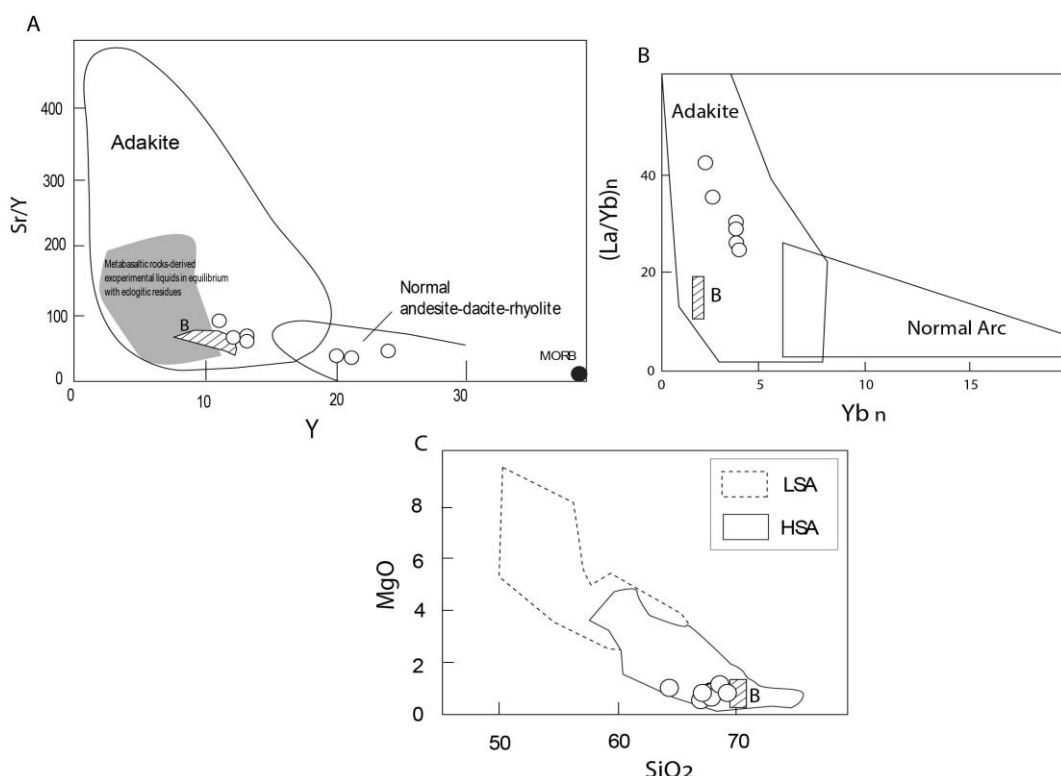 A
Sr/Y
400
300
200
100
0
Adakite
Metabasaltic rocks-derived
exoperimental liquids in equilibrium
with eclogitic residues
B
Normal
andesite-dacite-rhyolite
MORB
10
20
30
Y
B
(La/Yb)n
40
20
0
Adakite
B
Normal Arc
0
5
10
15
Yb n
C
MgO
8
6
4
2
0
LSA
HSA
B
50
60
70
SiO2